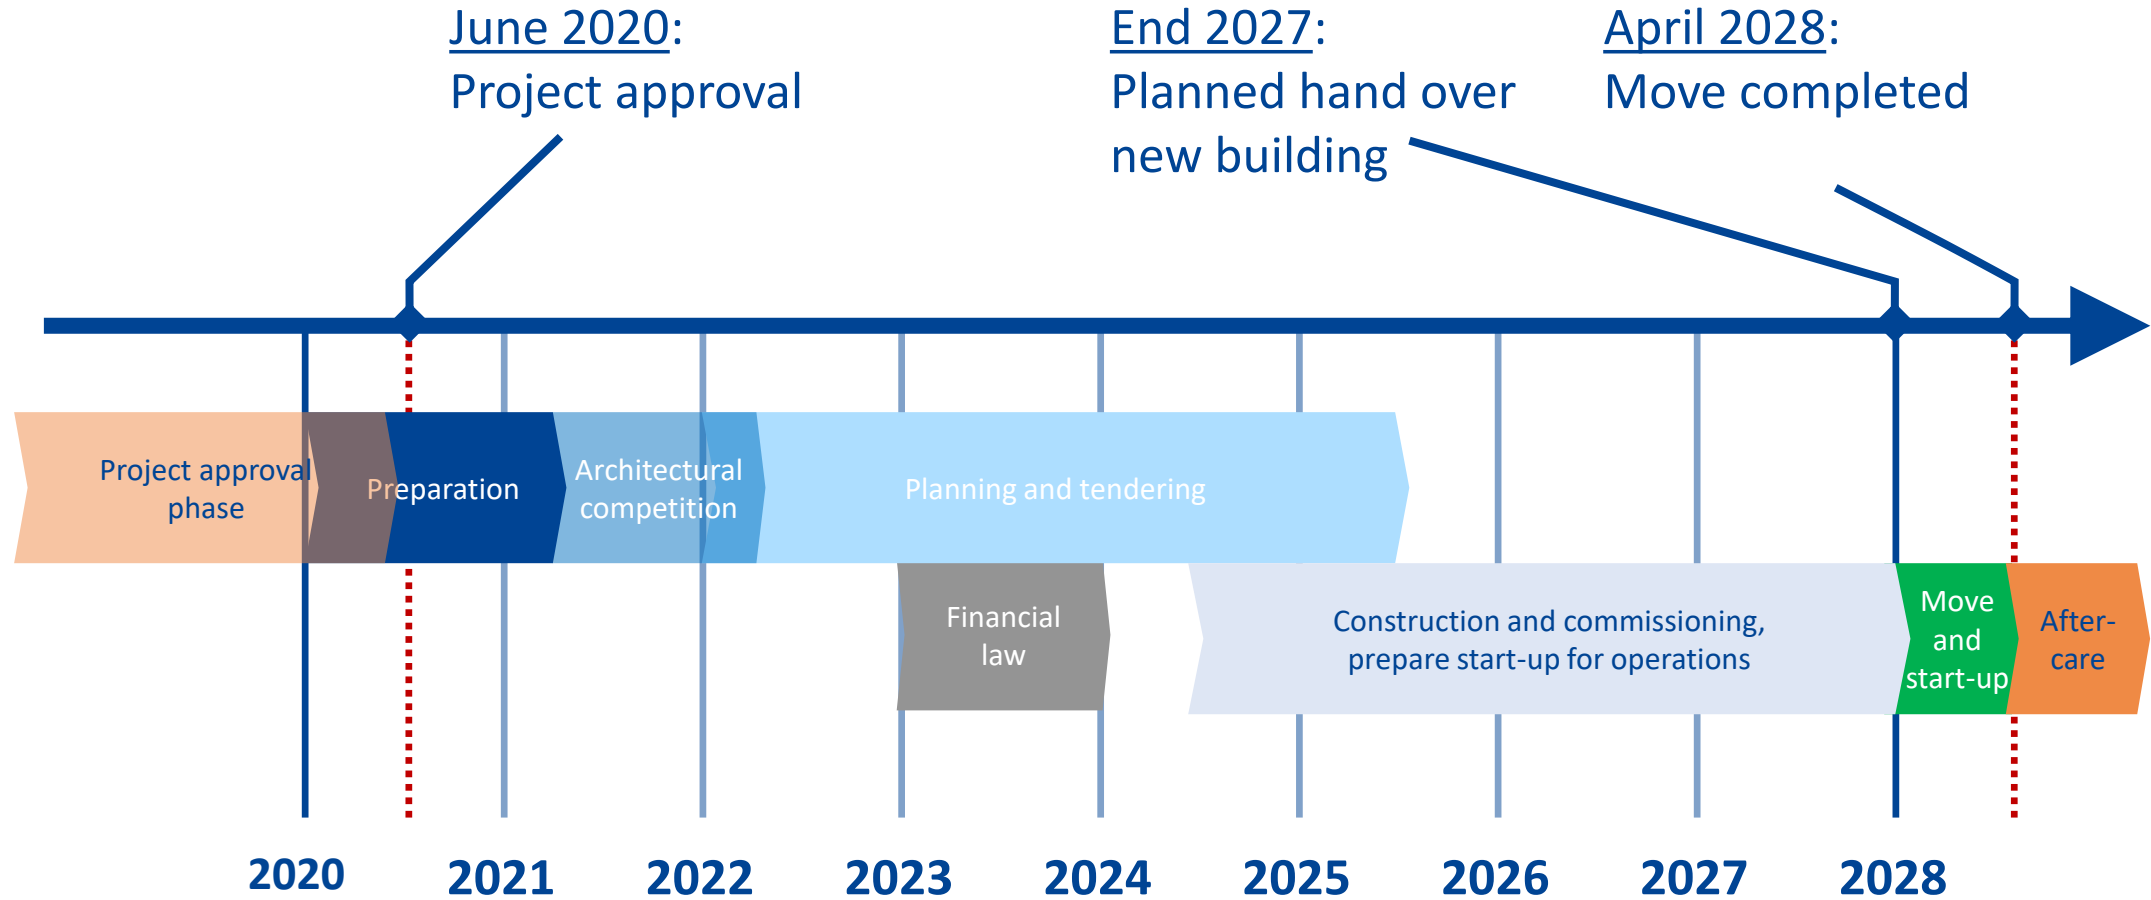 June 2020:
Project approval
End 2027:
Planned hand over
new building
April 2028:
Move completed
Project approval
phase
Preparation
Architectural
competition
Planning and tendering
Financial
law
Construction and commissioning,
prepare start-up for operations
Move
and
start-up
After-
care
2020
2021
2022
2023
2024
2025
2026
2027
2028